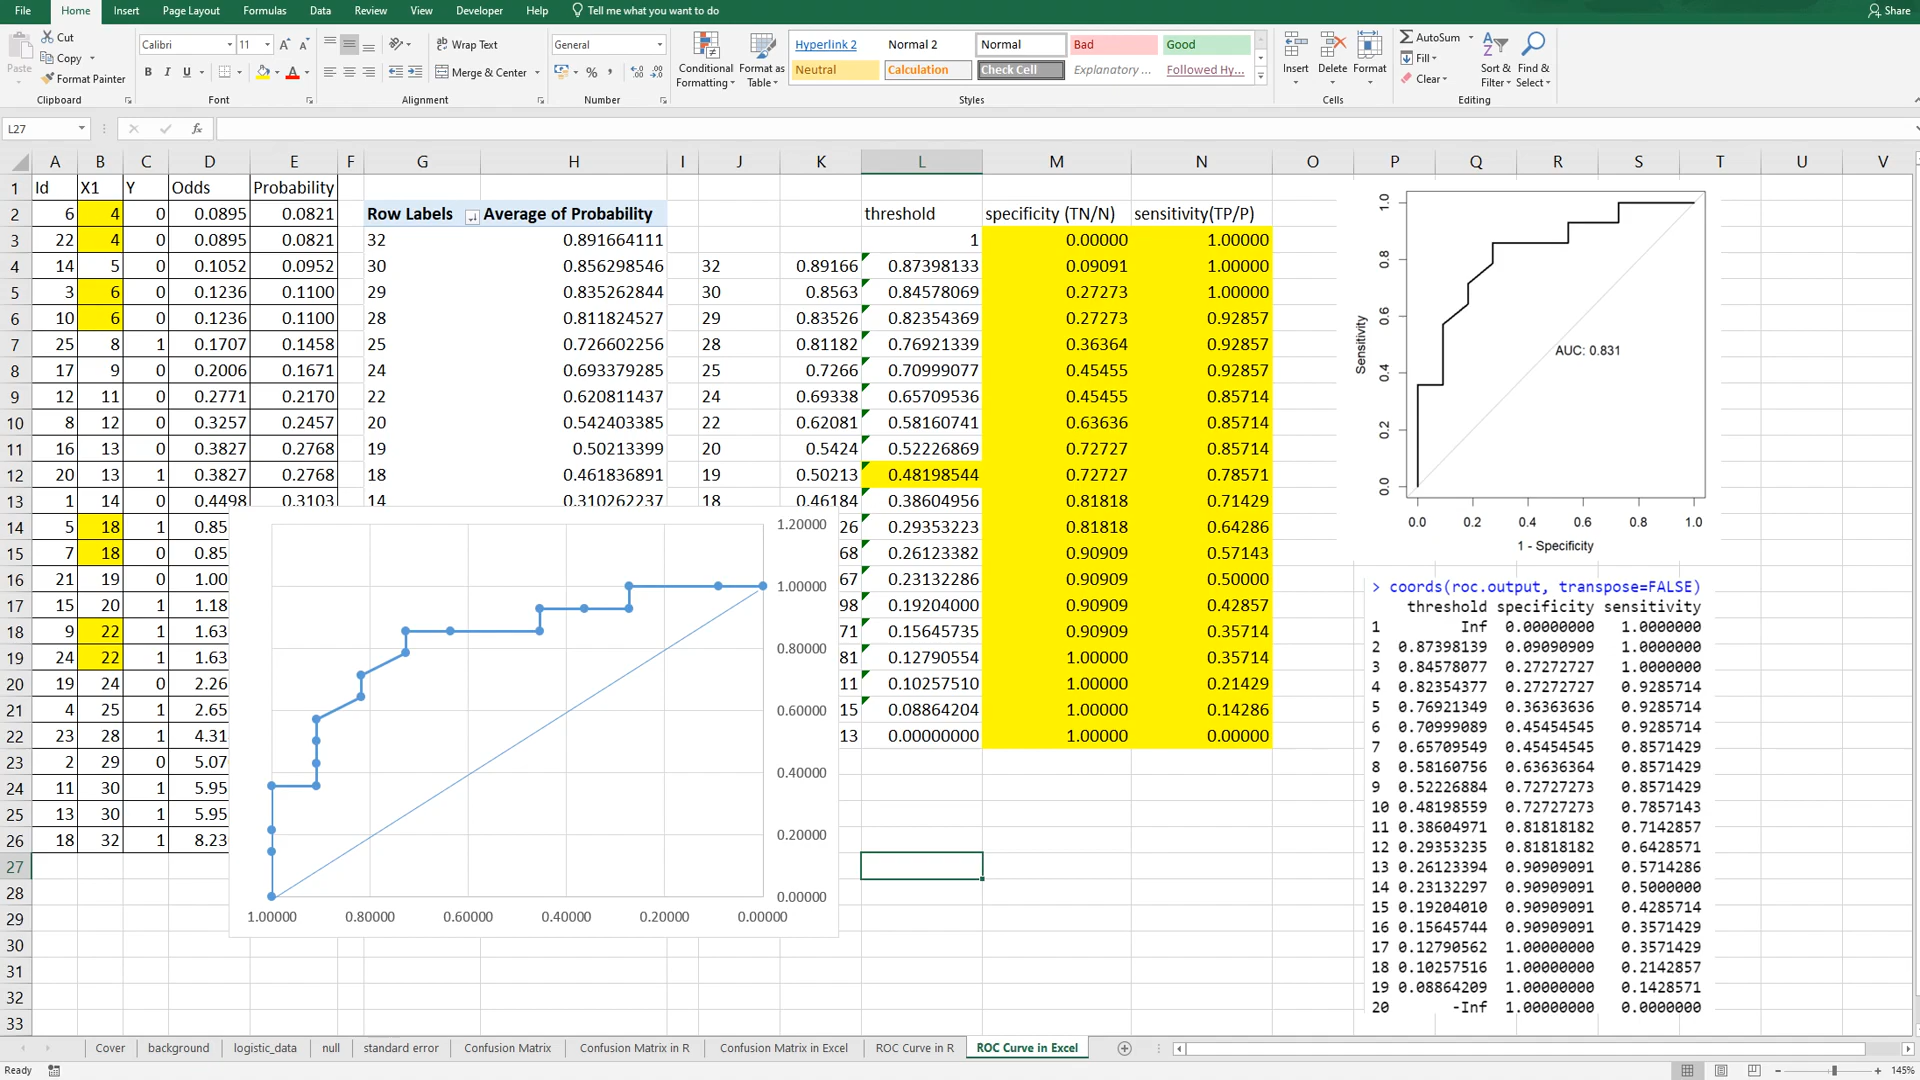 File Home Insert Page Layout Formulas Data Review View Developer Help Tell me what you want to do Share
Paste Cut Copy Format Painter Clipboard
Calibri 11 B I U Font
Wrap Text Merge & Center Alignment
General % , Number
Conditional Formatting Format as Table
Hyperlink 2 Normal 2 Normal Bad Good
Neutral Calculation Check Cell Explanatory ... Followed Hy...
Styles
Insert Delete Format Cells
AutoSum Fill Clear Sort & Filter Find & Select Editing
L27 fx
A B C D E F G H I J K L M N O P Q R S T U V
1 Id X1 Y Odds Probability
2 6 4 0 0.0895 0.0821 Row Labels Average of Probability threshold specificity (TN/N) sensitivity(TP/P)
3 22 4 0 0.0895 0.0821 32 0.891664111 1 0.00000 1.00000
4 14 5 0 0.1052 0.0952 30 0.856298546 32 0.89166 0.87398133 0.09091 1.00000
5 3 6 0 0.1236 0.1100 29 0.835262844 30 0.8563 0.84578069 0.27273 1.00000
6 10 6 0 0.1236 0.1100 28 0.811824527 29 0.83526 0.82354369 0.27273 0.92857
7 25 8 1 0.1707 0.1458 25 0.726602256 28 0.81182 0.76921339 0.36364 0.92857
8 17 9 0 0.2006 0.1671 24 0.693379285 25 0.7266 0.70999077 0.45455 0.92857
9 12 11 0 0.2771 0.2170 22 0.620811437 24 0.69338 0.65709536 0.45455 0.85714
10 8 12 0 0.3257 0.2457 20 0.542403385 22 0.62081 0.58160741 0.63636 0.85714
11 16 13 0 0.3827 0.2768 19 0.50213399 20 0.5424 0.52226869 0.72727 0.85714
12 20 13 1 0.3827 0.2768 18 0.461836891 19 0.50213 0.48198544 0.72727 0.78571
13 1 14 0 0.4498 0.3103 14 0.310262237 18 0.46184 0.38604956 0.81818 0.71429
14 5 18 1 0.85 26 0.29353223 0.81818 0.64286
15 7 18 0 0.85 68 0.26123382 0.90909 0.57143
16 21 19 0 1.00 67 0.23132286 0.90909 0.50000
17 15 20 1 1.18 98 0.19204000 0.90909 0.42857
18 9 22 1 1.63 71 0.15645735 0.90909 0.35714
19 24 22 1 1.63 81 0.12790554 1.00000 0.35714
20 19 24 0 2.26 11 0.10257510 1.00000 0.21429
21 4 25 1 2.65 15 0.08864204 1.00000 0.14286
22 23 28 1 4.31 13 0.00000000 1.00000 0.00000
23 2 29 0 5.07
24 11 30 1 5.95
25 13 30 1 5.95
26 18 32 1 8.23
27
28
29
30
31
32
33
1.20000
1.00000
0.80000
0.60000
0.40000
0.20000
0.00000
1.00000 0.80000 0.60000 0.40000 0.20000 0.00000
1.0
0.8
0.6
0.4
0.2
0.0
Sensitivity
AUC: 0.831
0.0 0.2 0.4 0.6 0.8 1.0
1 - Specificity
> coords(roc.output, transpose=FALSE)
threshold specificity sensitivity
1 Inf 0.00000000 1.0000000
2 0.87398139 0.09090909 1.0000000
3 0.84578077 0.27272727 1.0000000
4 0.82354377 0.27272727 0.9285714
5 0.76921349 0.36363636 0.9285714
6 0.70999089 0.45454545 0.9285714
7 0.65709549 0.45454545 0.8571429
8 0.58160756 0.63636364 0.8571429
9 0.52226884 0.72727273 0.8571429
10 0.48198559 0.72727273 0.7857143
11 0.38604971 0.81818182 0.7142857
12 0.29353235 0.81818182 0.6428571
13 0.26123394 0.90909091 0.5714286
14 0.23132297 0.90909091 0.5000000
15 0.19204010 0.90909091 0.4285714
16 0.15645744 0.90909091 0.3571429
17 0.12790562 1.00000000 0.3571429
18 0.10257516 1.00000000 0.2142857
19 0.08864209 1.00000000 0.1428571
20 -Inf 1.00000000 0.0000000
Cover background logistic_data null standard error Confusion Matrix Confusion Matrix in R Confusion Matrix in Excel ROC Curve in R ROC Curve in Excel
Ready 145%